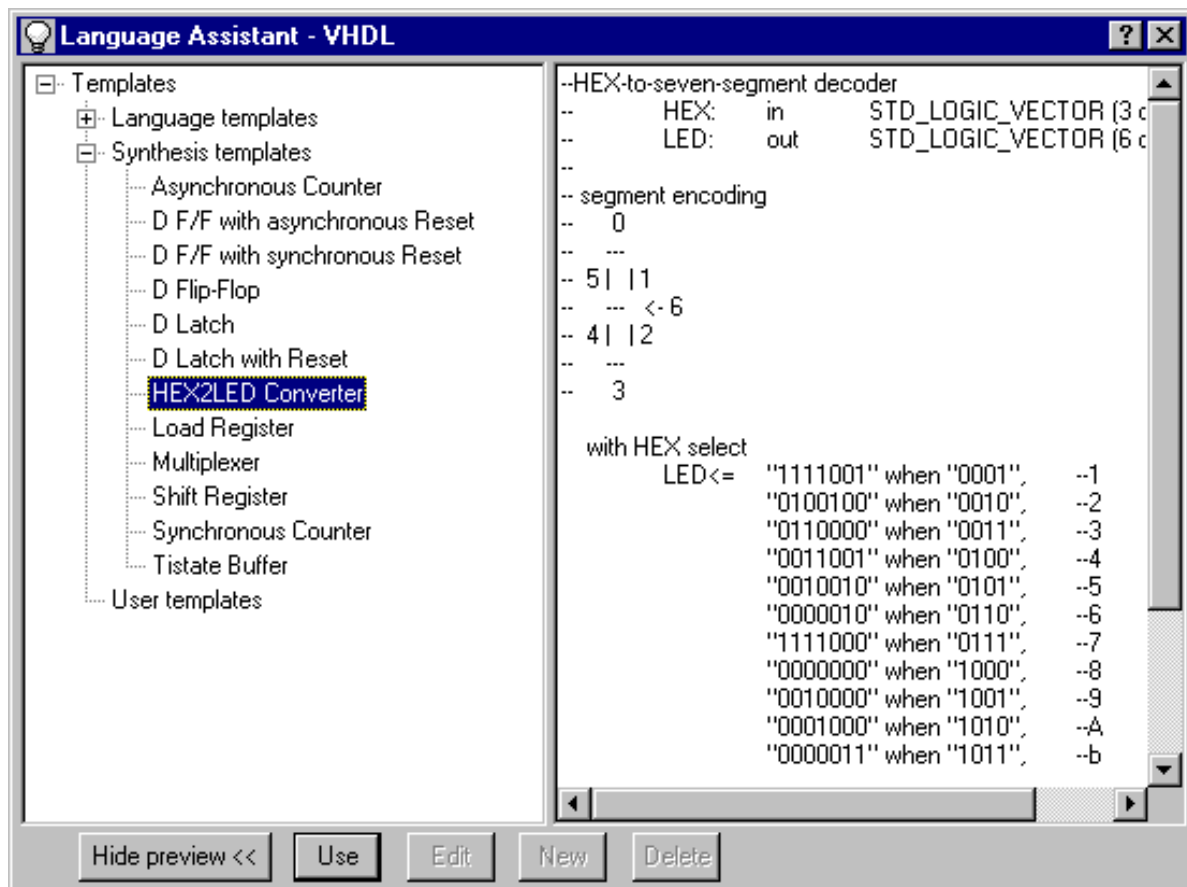 Language Assistant - VHDL
Templates
Language templates
Synthesis templates
Asynchronous Counter
D F/F with asynchronous Reset
D F/F with synchronous Reset
D Flip-Flop
D Latch
D Latch with Reset
HEX2LED Converter
Load Register
Multiplexer
Shift Register
Synchronous Counter
Tistate Buffer
User templates
--HEX-to-seven-segment decoder
-- HEX: in STD_LOGIC_VECTOR (3
-- LED: out STD_LOGIC_VECTOR (6
--
-- segment encoding
-- 0
-- ---
-- 5| |1
-- --- <- 6
-- 4| |2
-- ---
-- 3
with HEX select
LED<= "1111001" when "0001", --1
"0100100" when "0010", --2
"0110000" when "0011", --3
"0011001" when "0100", --4
"0010010" when "0101", --5
"0000010" when "0110", --6
"1111000" when "0111", --7
"0000000" when "1000", --8
"0010000" when "1001", --9
"0001000" when "1010", --A
"0000011" when "1011", --b
Hide preview << Use Edit New Delete